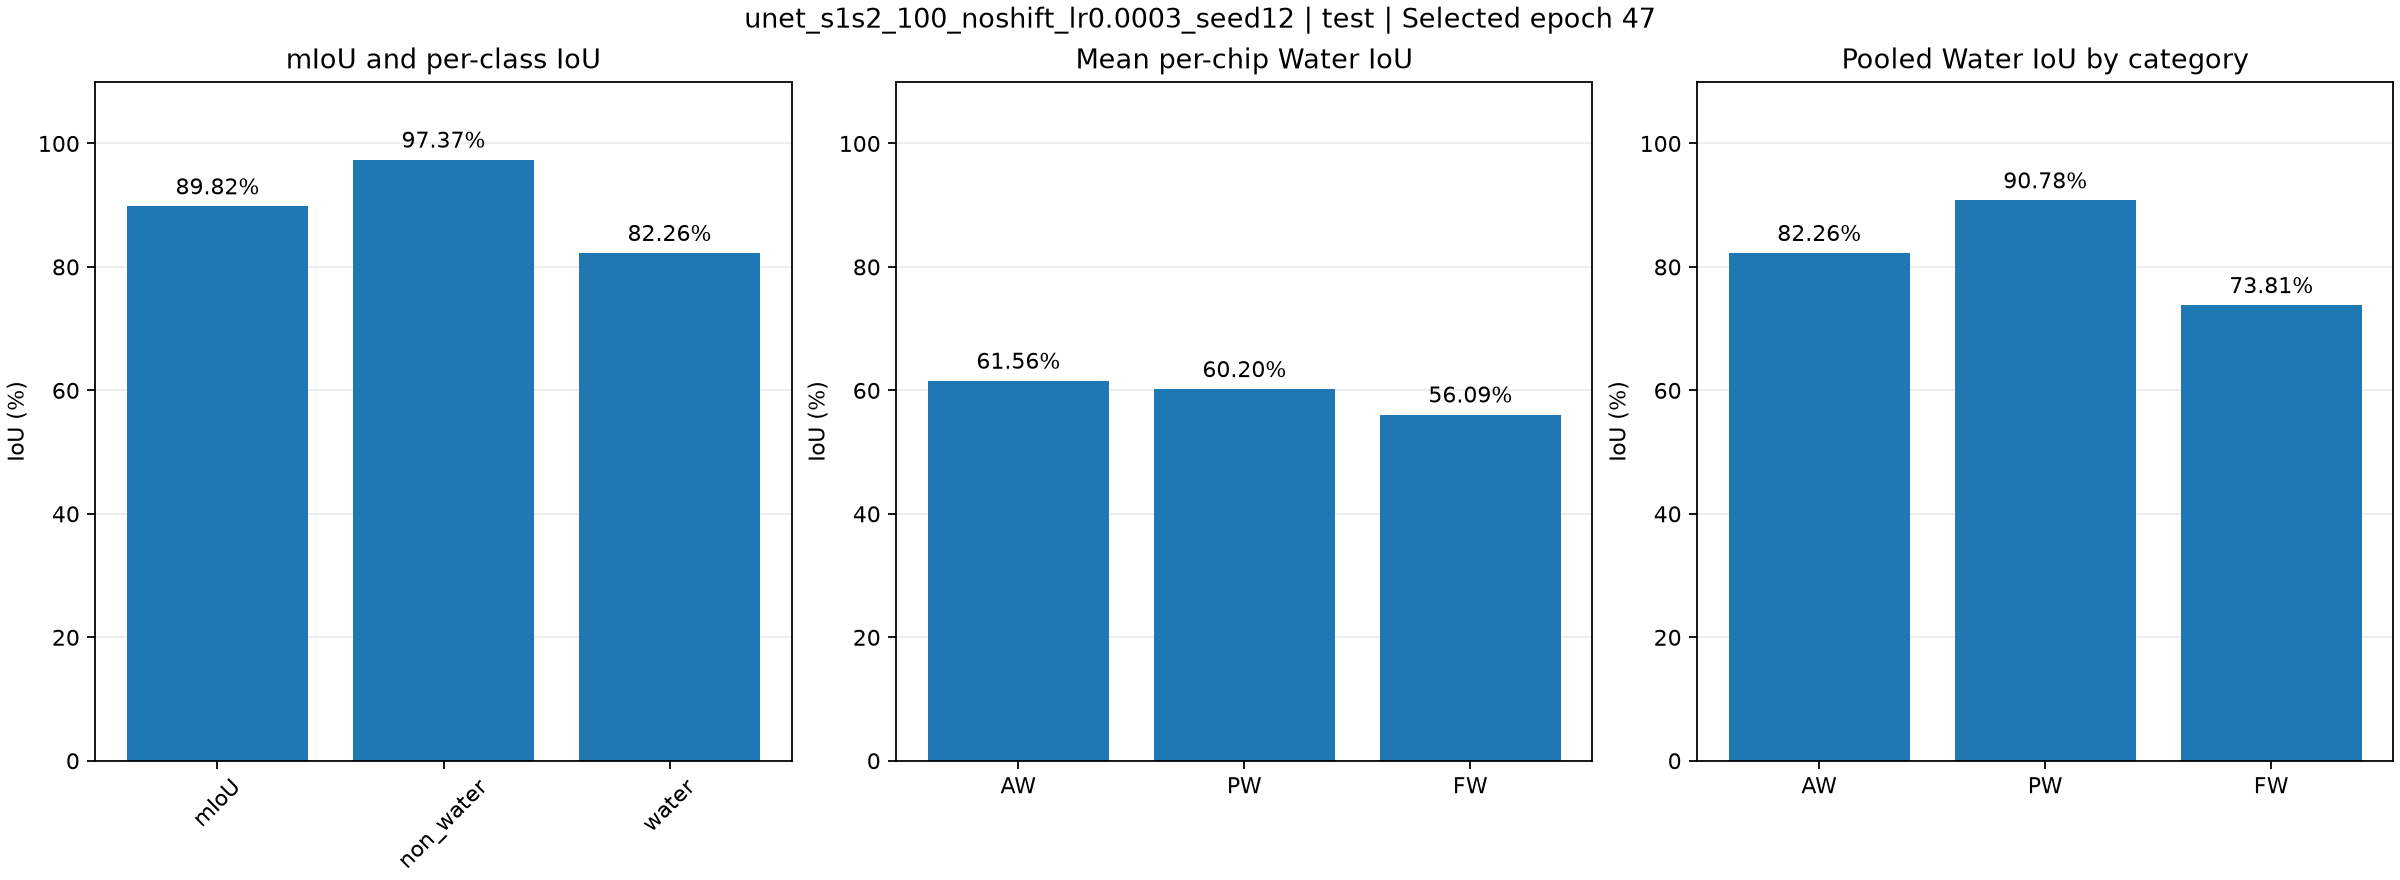 unet_s1s2_100_noshift_lr0.0003_seed12 | test | Selected epoch 47
mIoU and per-class IoU
IoU (%)
100
80
60
40
20
0
89.82%
97.37%
82.26%
mIoU
non_water
water
Mean per-chip Water IoU
IoU (%)
100
80
60
40
20
0
61.56%
60.20%
56.09%
AW
PW
FW
Pooled Water IoU by category
IoU (%)
100
80
60
40
20
0
82.26%
90.78%
73.81%
AW
PW
FW